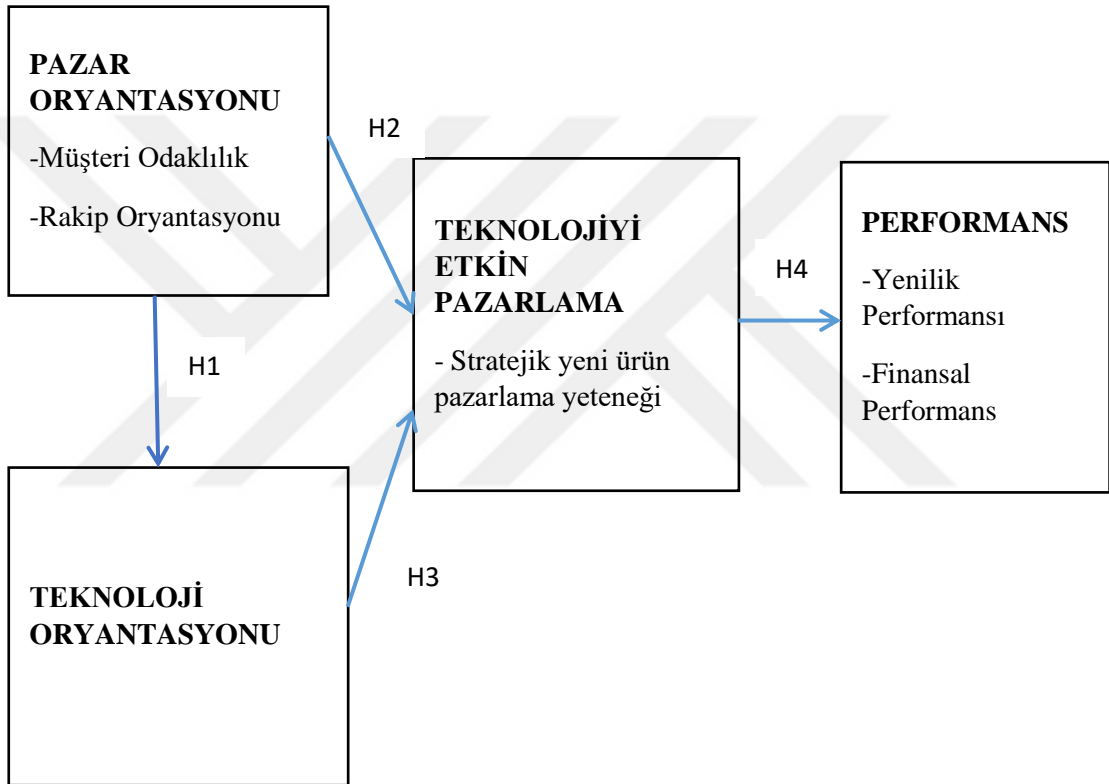 PAZAR
ORYANTASYONU
-Müşteri Odaklılık
-Rakip Oryantasyonu
H2
H1
TEKNOLOJİYİ
ETKİN
PAZARLAMA
- Stratejik yeni ürün
pazarlama yeteneği
H4
PERFORMANS
-Yenilik
Performansı
-Finansal
Performans
H3
TEKNOLOJİ
ORYANTASYONU